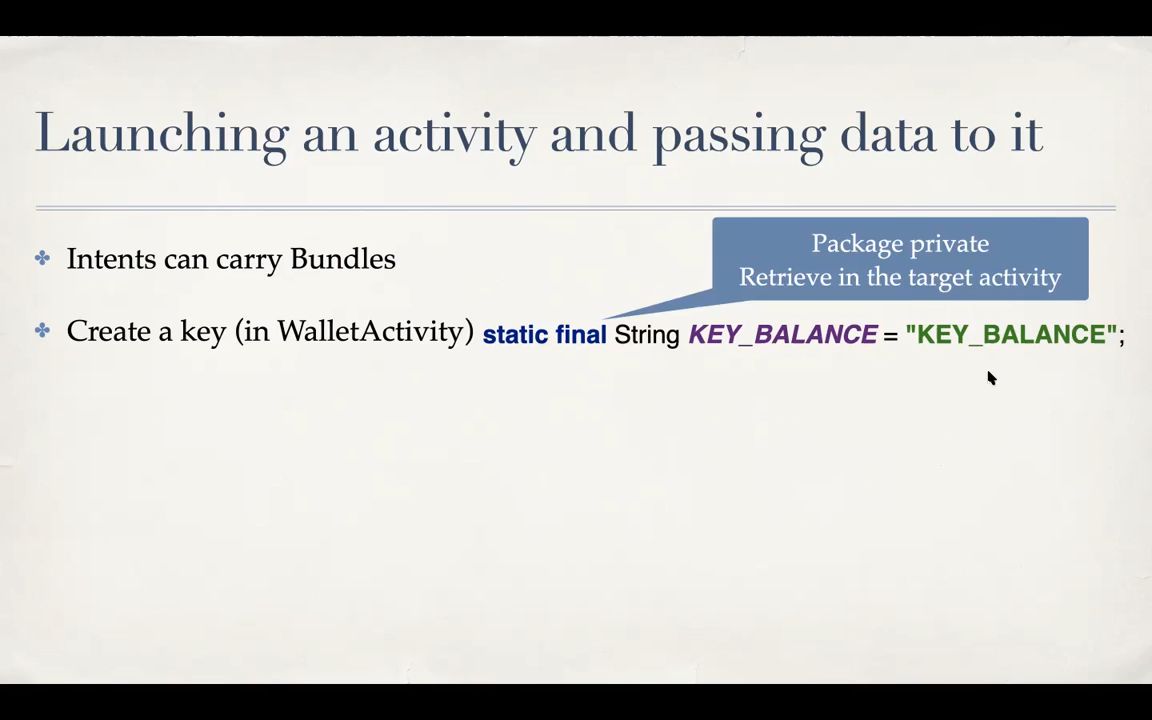 Launching an activity and passing data to it
Package private
Retrieve in the target activity
Intents can carry Bundles
Create a key (in WalletActivity) static final String KEY_BALANCE = "KEY_BALANCE";